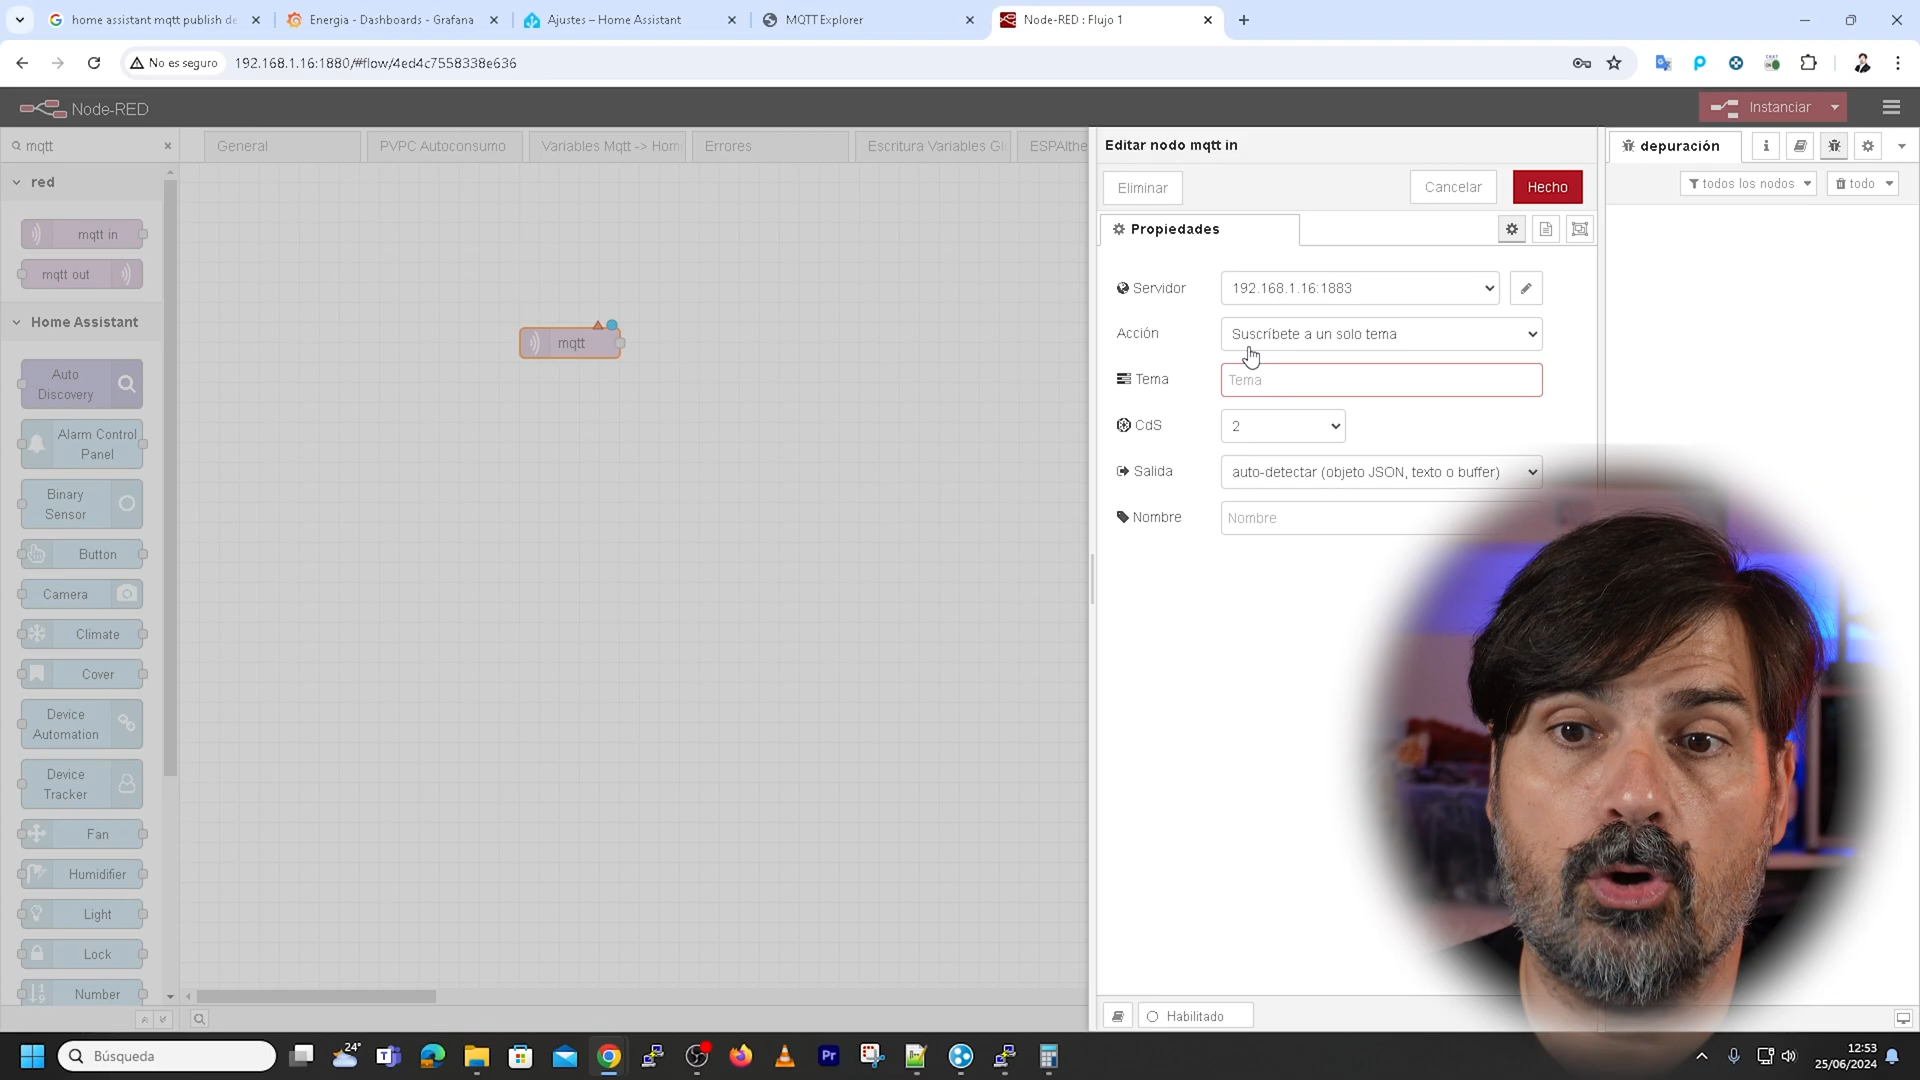 home assistant mqtt publish de
Energia - Dashboards - Grafana
Ajustes – Home Assistant
MQTT Explorer
Node-RED : Flujo 1
No es seguro
192.168.1.16:1880/#flow/4ed4c7558338e636
Node-RED
Instanciar
mqtt
General
PVPC Autoconsumo
Variables Mqtt -> Hom
Errores
Escritura Variables Gl
ESPAlthe
Editar nodo mqtt in
depuración
Eliminar
Cancelar
Hecho
todos los nodos
todo
red
mqtt in
mqtt out
Home Assistant
Auto
Discovery
Alarm Control
Panel
Binary
Sensor
Button
Camera
Climate
Cover
Device
Automation
Device
Tracker
Fan
Humidifier
Light
Lock
Number
mqtt
Propiedades
Servidor
192.168.1.16:1883
Acción
Suscríbete a un solo tema
Tema
Tema
CdS
2
Salida
auto-detectar (objeto JSON, texto o buffer)
Nombre
Nombre
Habilitado
Búsqueda
24°
Pr
12:53
25/06/2024